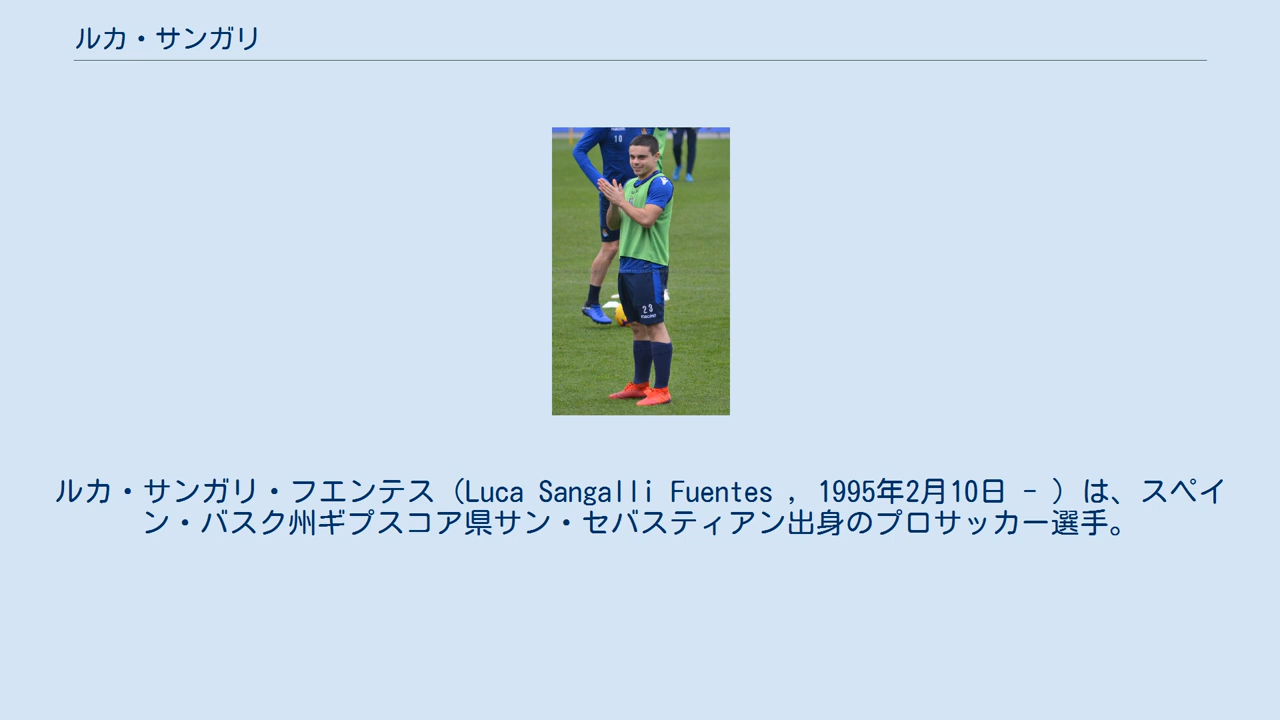 ルカ・サンガリ
10
23
ルカ・サンガリ・フエンテス（Luca Sangalli Fuentes , 1995年2月10日 - ）は、スペイ
ン・バスク州ギプスコア県サン・セバスティアン出身のプロサッカー選手。